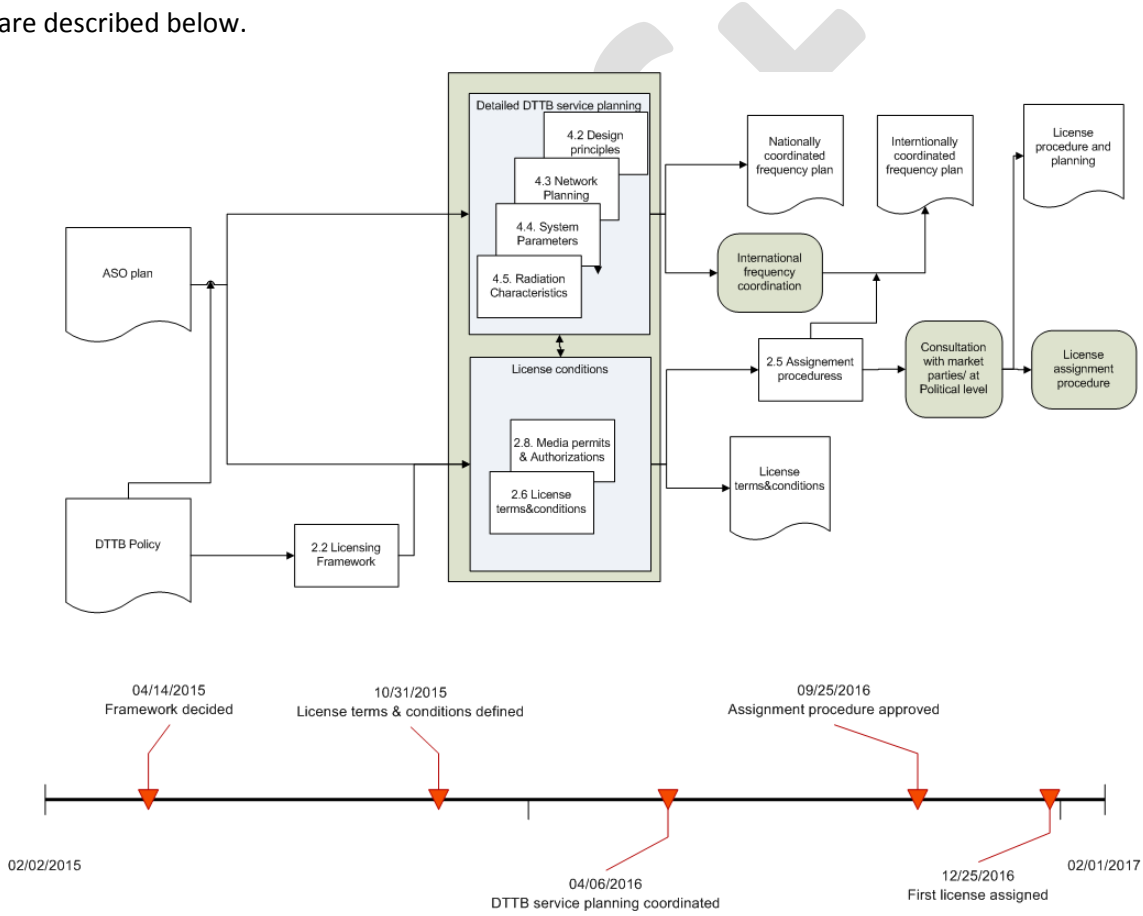 are described below.
Detailed DTTB service planning
4.2 Design
principles
4.3 Network
Planning
4.4. System
Parameters
4.5. Radiation
Characteristics
Nationally
coordinated
frequency plan
Interntionally
coordinated
frequency plan
License
procedure and
planning
ASO plan
International
frequency
coordination
License conditions
2.5 Assignement
proceduress
Consultation
with market
parties/ at
Political level
License
assignment
procedure
2.8. Media permits
& Authorizations
2.6 License
terms&conditions
License
terms&conditions
DTTB Policy
2.2 Licensing
Framework
04/14/2015
Framework decided
10/31/2015
License terms & conditions defined
09/25/2016
Assignment procedure approved
02/02/2015
04/06/2016
DTTB service planning coordinated
12/25/2016
First license assigned
02/01/2017